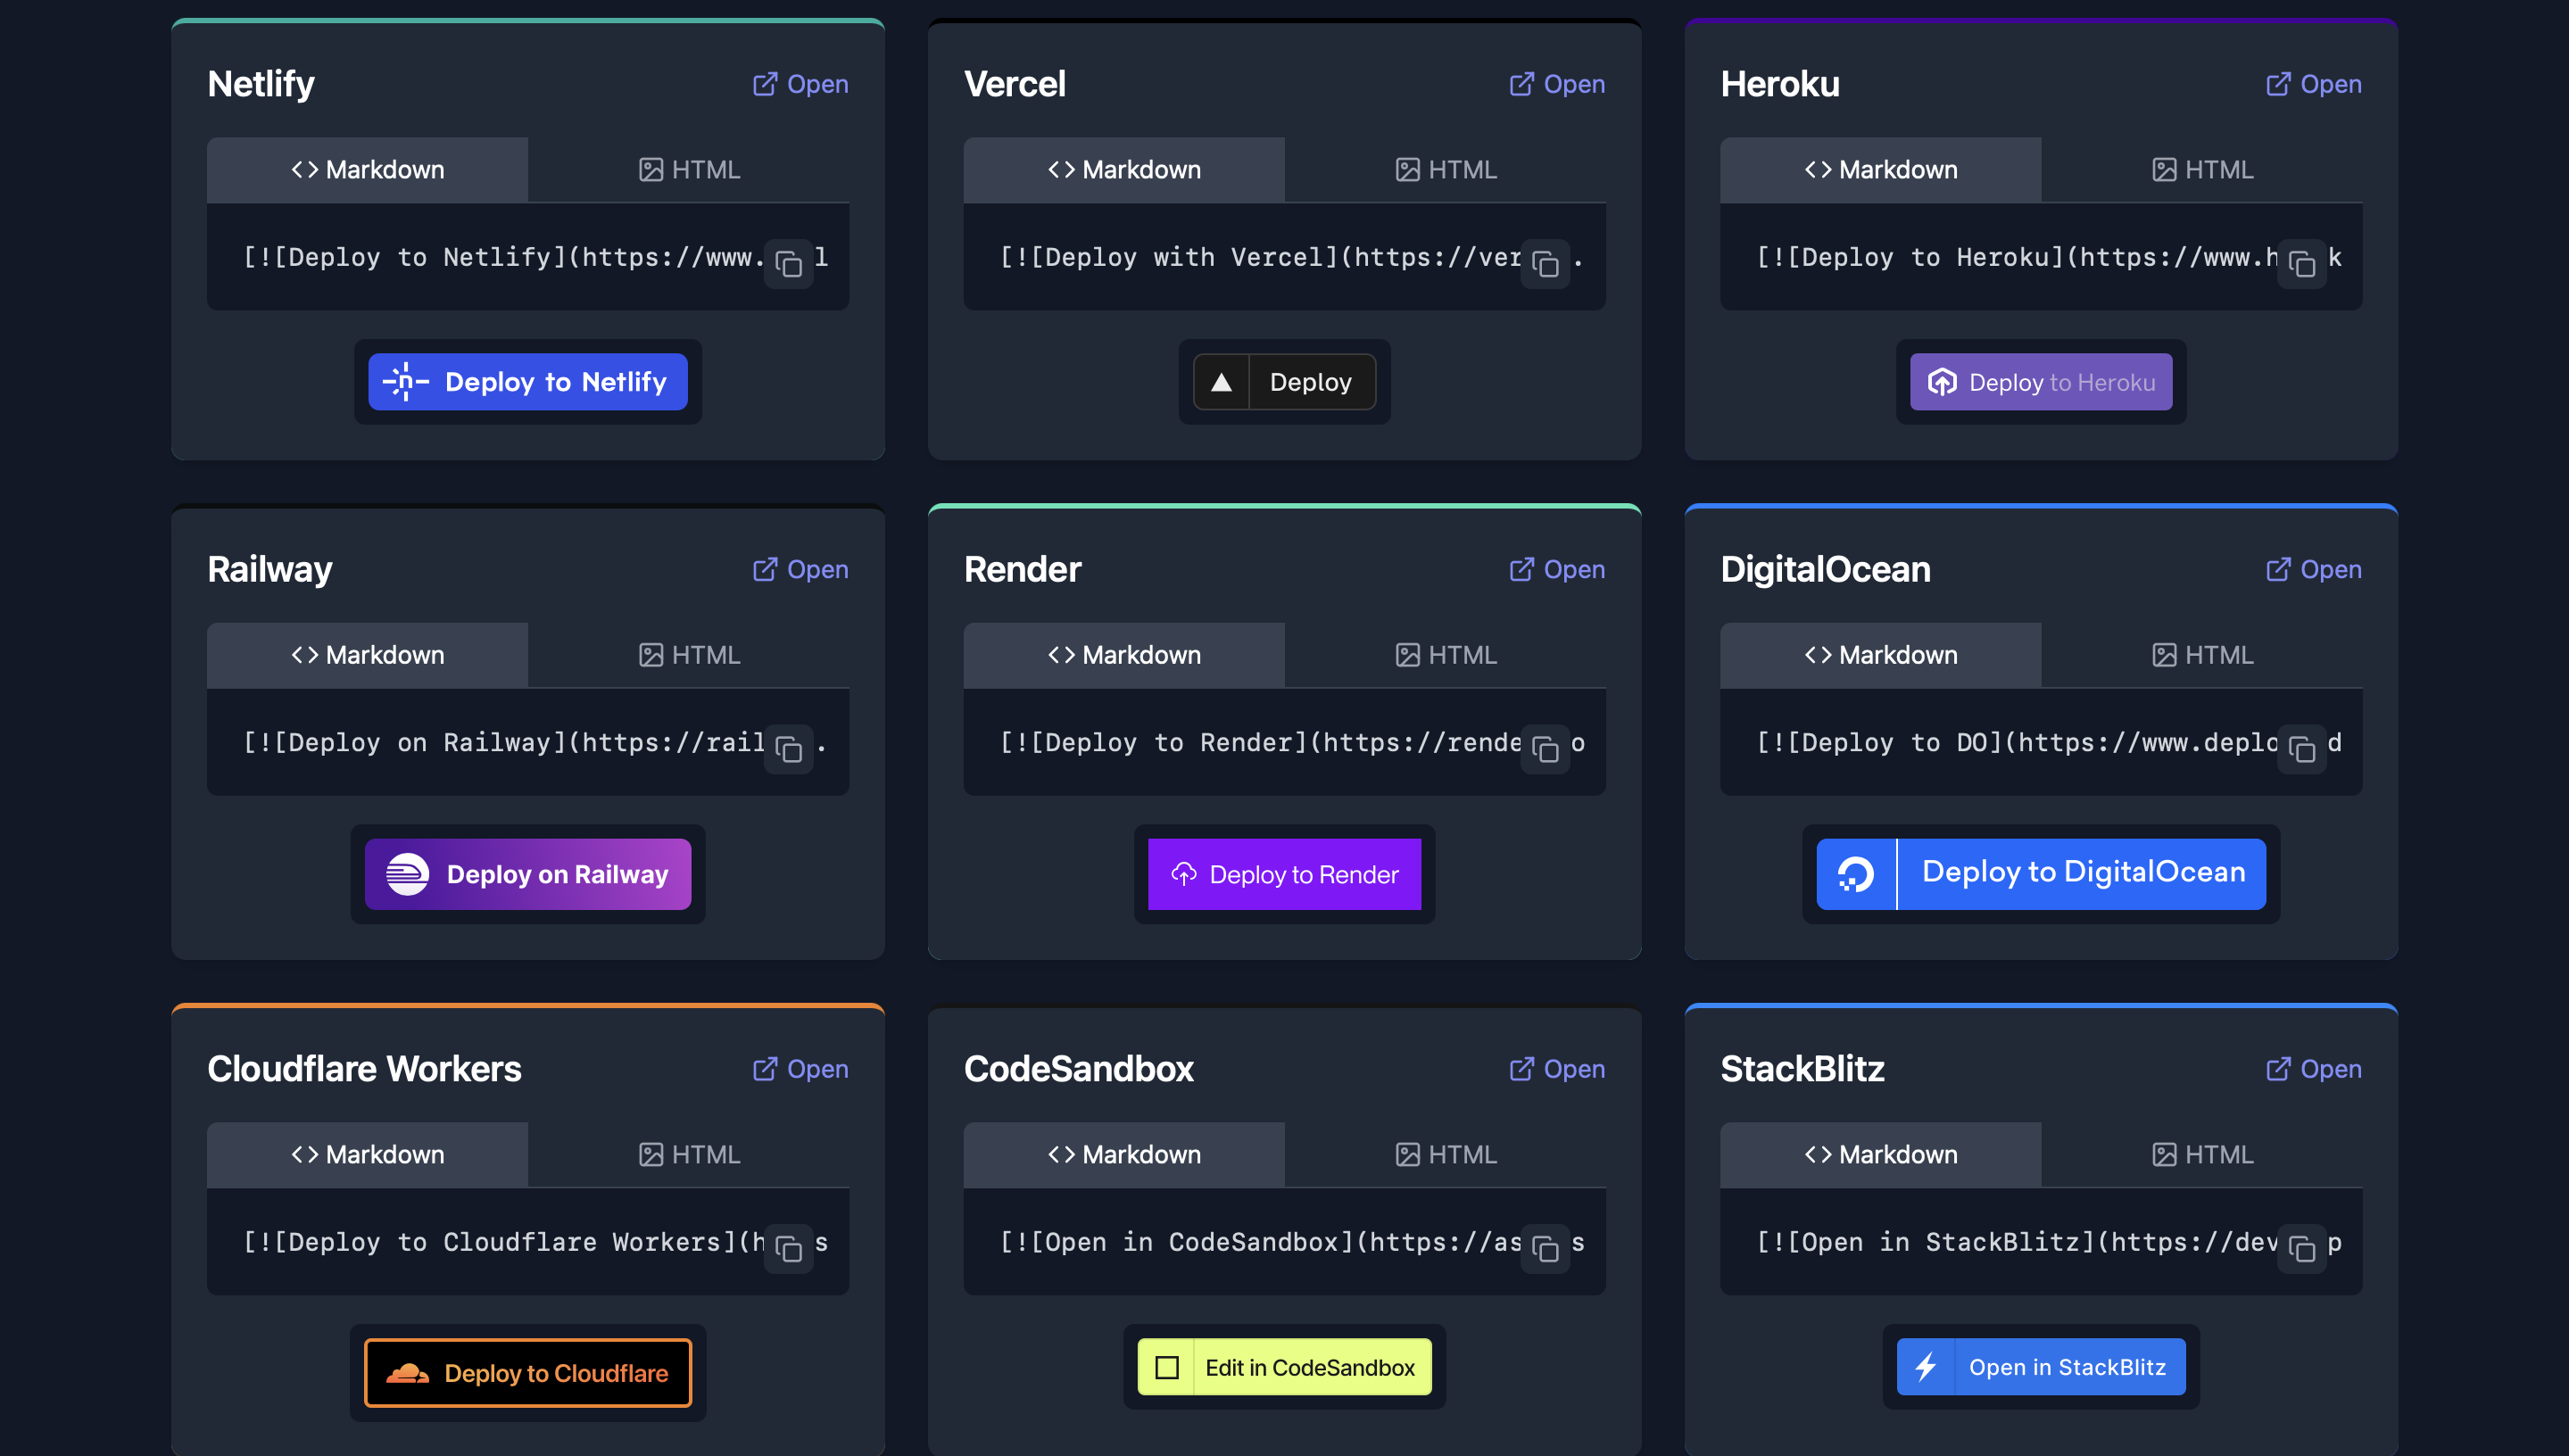 Netlify Open
Markdown HTML
[![Deploy to Netlify](https://www. l
Deploy to Netlify
Vercel Open
Markdown HTML
[![Deploy with Vercel](https://ver .
Deploy
Heroku Open
Markdown HTML
[![Deploy to Heroku](https://www.h k
Deploy to Heroku
Railway Open
Markdown HTML
[![Deploy on Railway](https://rail .
Deploy on Railway
Render Open
Markdown HTML
[![Deploy to Render](https://rende o
Deploy to Render
DigitalOcean Open
Markdown HTML
[![Deploy to DO](https://www.deplo d
Deploy to DigitalOcean
Cloudflare Workers Open
Markdown HTML
[![Deploy to Cloudflare Workers](h s
Deploy to Cloudflare
CodeSandbox Open
Markdown HTML
[![Open in CodeSandbox](https://as s
Edit in CodeSandbox
StackBlitz Open
Markdown HTML
[![Open in StackBlitz](https://dev p
Open in StackBlitz